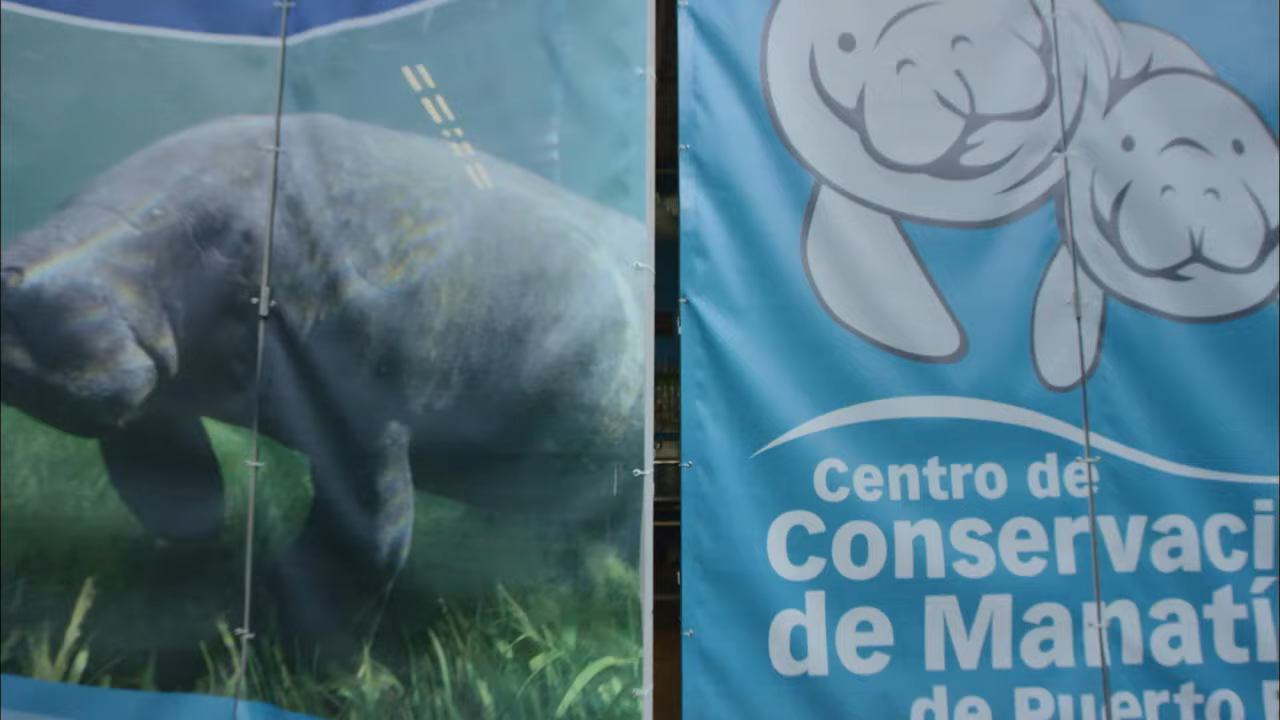 Centro de
Conservaci
de Manatí
de Puerto